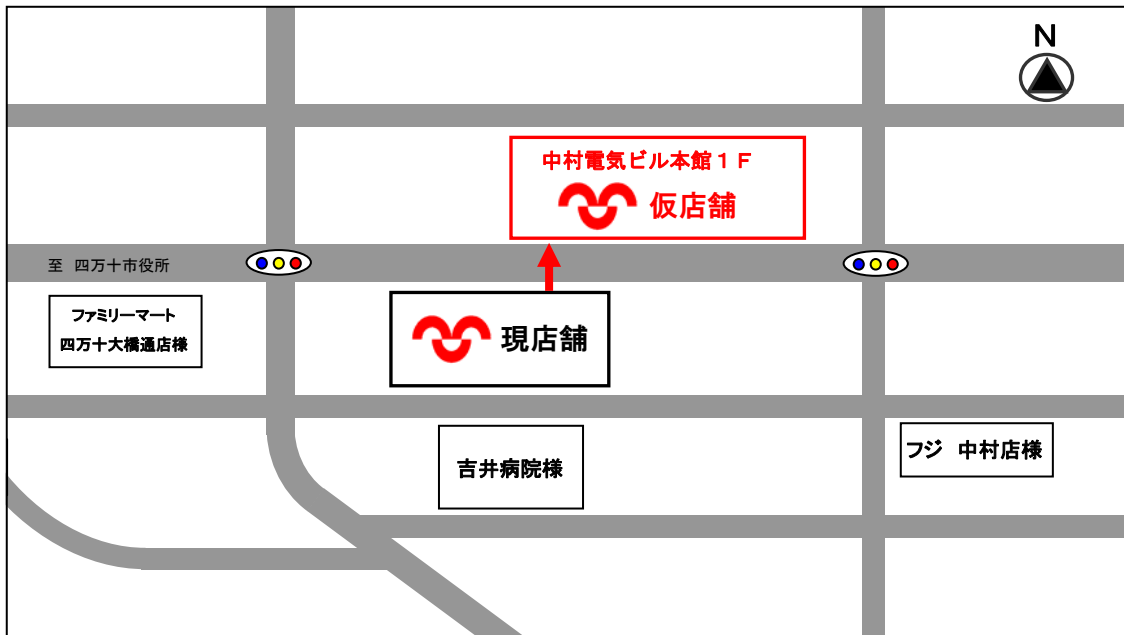 N
中村電気ビル本館１Ｆ
仮店舗
至 四万十市役所
ファミリーマート
四万十大橋通店様
現店舗
吉井病院様
フジ 中村店様